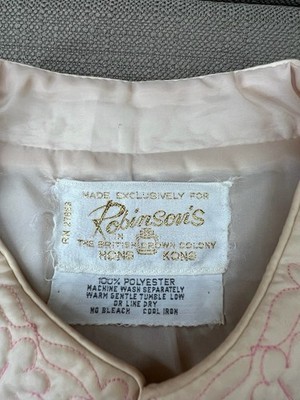 MADE EXCLUSIVELY FOR
Robinson's
IN
THE BRITISH CROWN COLONY
HONG KONG
100% POLYESTER
MACHINE WASH SEPARATELY
WARM GENTLE TUMBLE LOW
OR LINE DRY
NO BLEACH COOL IRON